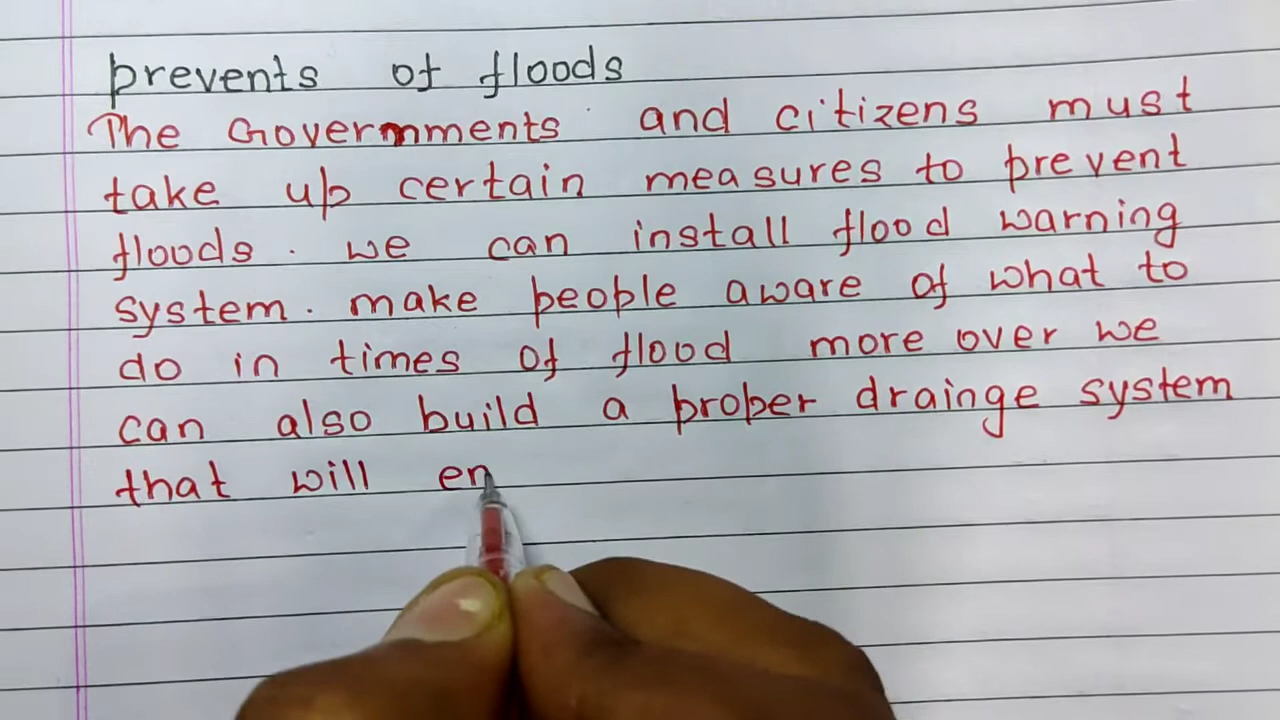 prevents of floods
The Governments and citizens must
take up certain measures to prevent
floods. we can install flood warning
system. make people aware of what to
do in times of flood more over we
can also build a proper drainge system
that will en